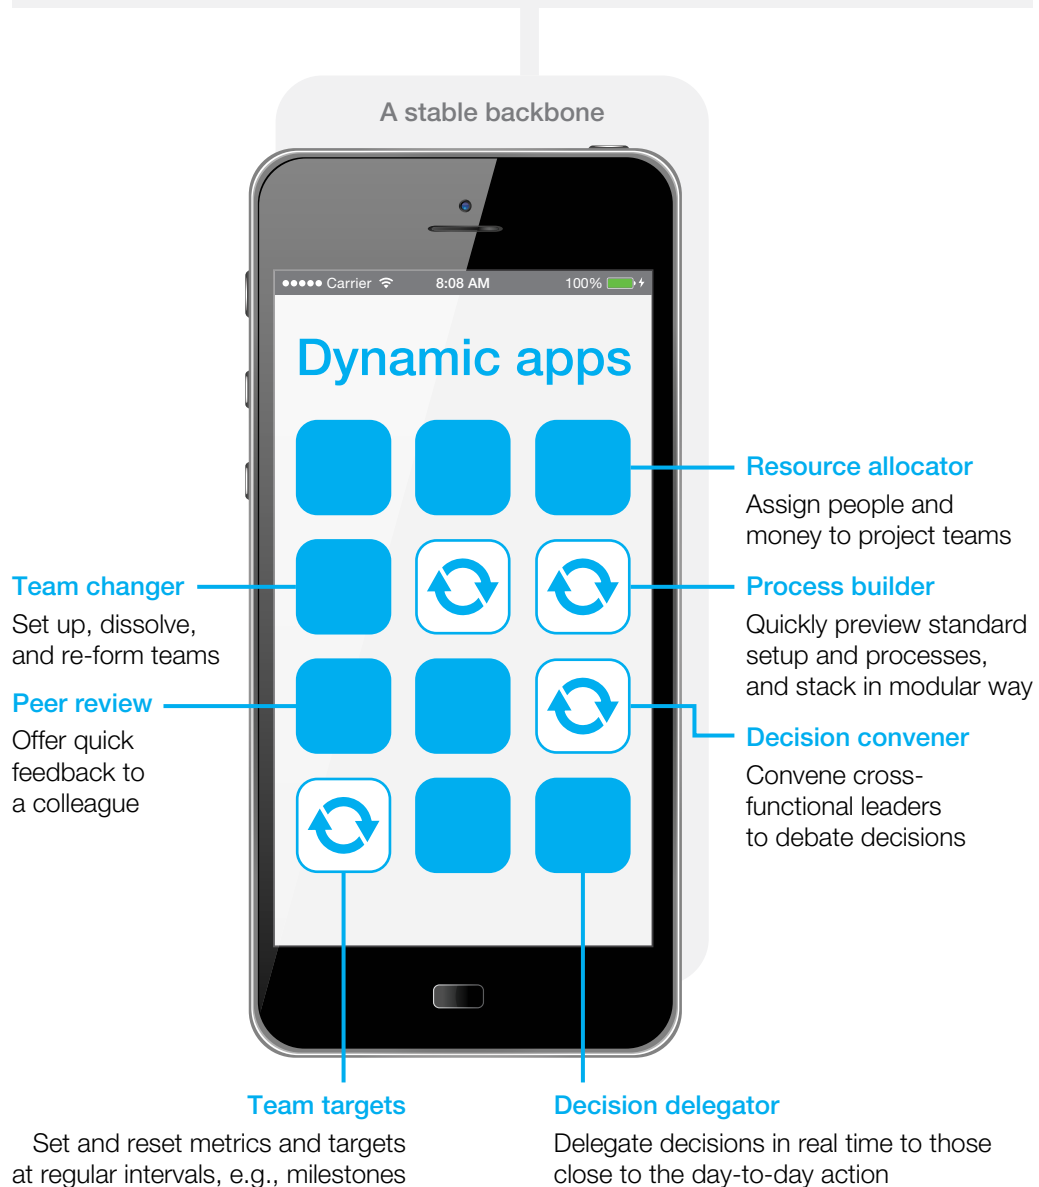 A stable backbone
Carrier
8:08 AM
100%
Dynamic apps
Resource allocator
Assign people and
money to project teams
Team changer
Set up, dissolve,
and re-form teams
Process builder
Quickly preview standard
setup and processes,
and stack in modular way
Peer review
Offer quick
feedback to
a colleague
Decision convener
Convene cross-
functional leaders
to debate decisions
Team targets
Set and reset metrics and targets
at regular intervals, e.g., milestones
Decision delegator
Delegate decisions in real time to those
close to the day-to-day action